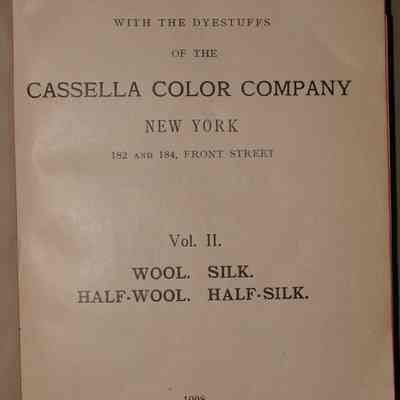 WITH THE DYESTUFFS
OF THE
CASSELLA COLOR COMPANY
NEW YORK
182 AND 184, FRONT STREET
Vol. II.
WOOL. SILK.
HALF-WOOL. HALF-SILK.